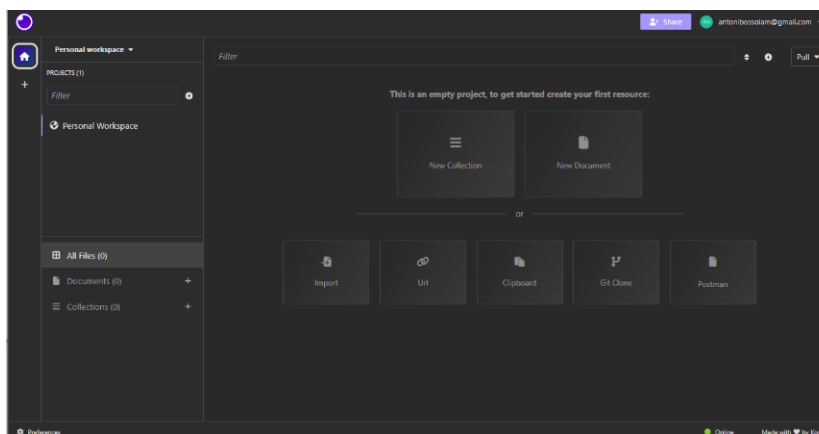 Share
AN
antonibossolam@gmail.com
Personal workspace
PROJECTS (1)
Filter
Personal Workspace
All Files (0)
Documents (0)
Collections (0)
Filter
Pull
This is an empty project, to get started create your first resource:
New Collection
New Document
or
Import
Url
Clipboard
Git Clone
Postman
Preferences
Online
Made with by